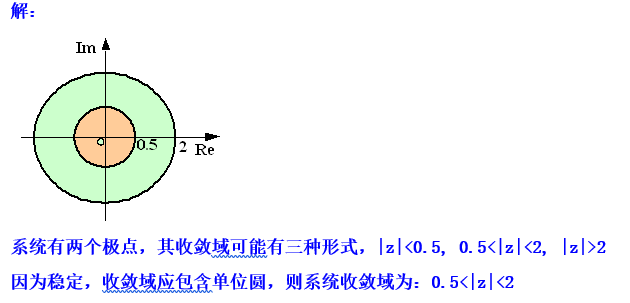 解：
Im
0.5 2 Re
系统有两个极点，其收敛域可能有三种形式，|z|<0.5, 0.5<|z|<2, |z|>2
因为稳定，收敛域应包含单位圆，则系统收敛域为：0.5<|z|<2